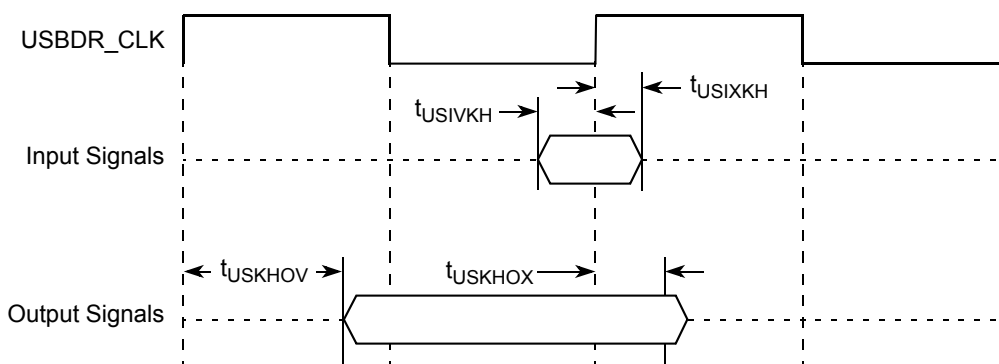 USBDR_CLK
tUSIXKH
tUSIVKH
Input Signals
tUSKHOV
tUSKHOX
Output Signals